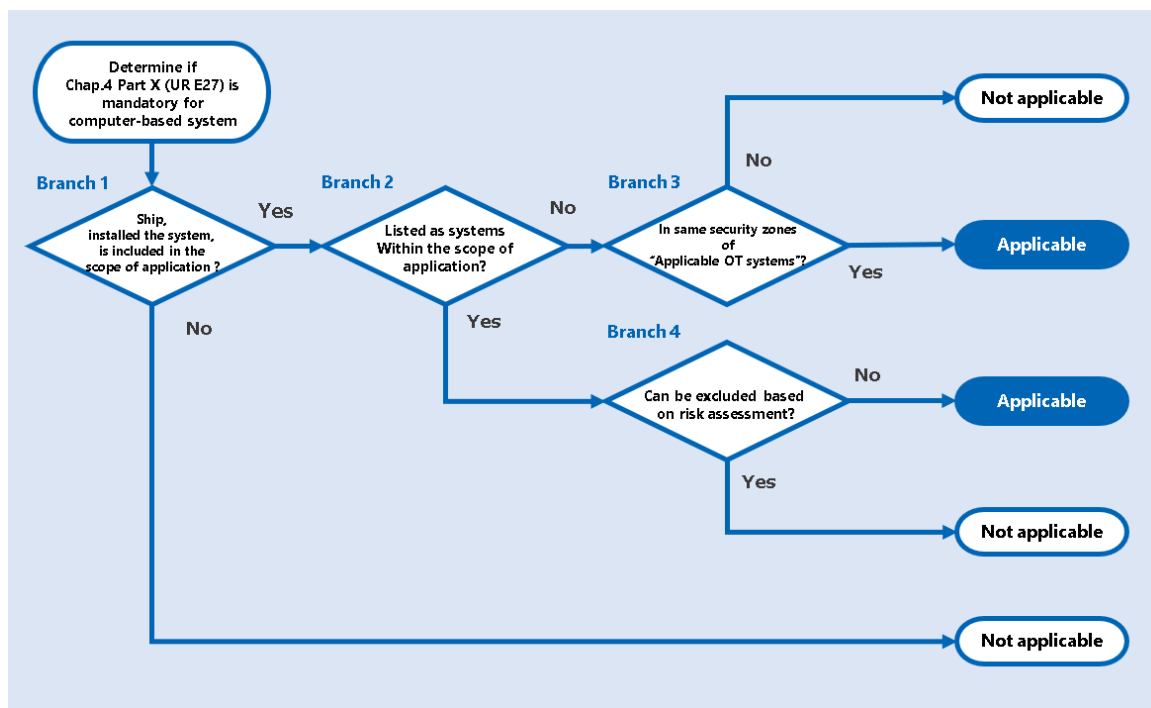 Determine if
Chap.4 Part X (UR E27) is
mandatory for
computer-based system
Not applicable
No
Branch 1
Branch 2
Branch 3
Yes
No
Ship,
installed the system,
is included in the
scope of application ?
Listed as systems
Within the scope of
application?
In same security zones
of
“Applicable OT systems”?
Applicable
Yes
No
Yes
Branch 4
No
Can be excluded based
on risk assessment?
Applicable
Yes
Not applicable
Not applicable